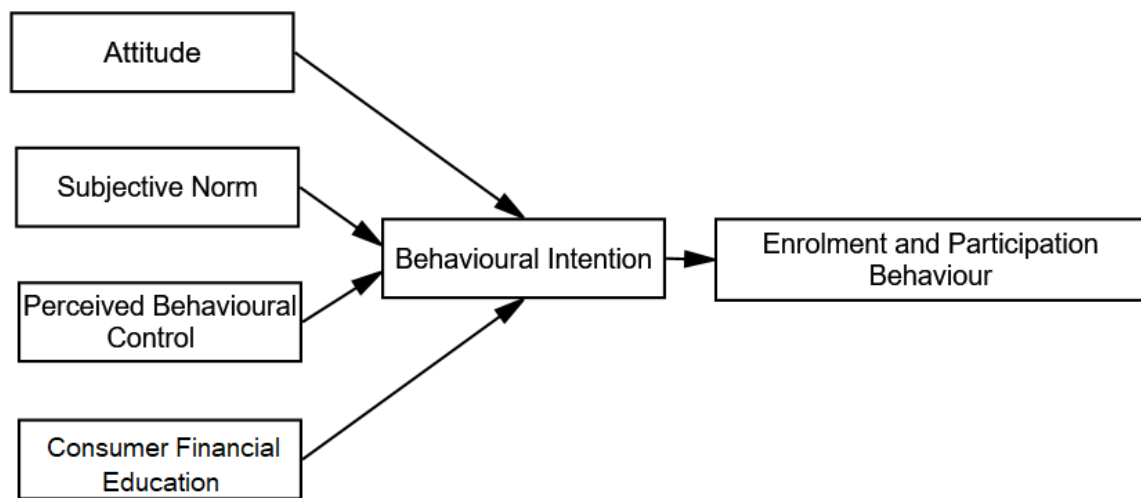 Attitude
Subjective Norm
Perceived Behavioural
Control
Consumer Financial
Education
Behavioural Intention
Enrolment and Participation
Behaviour